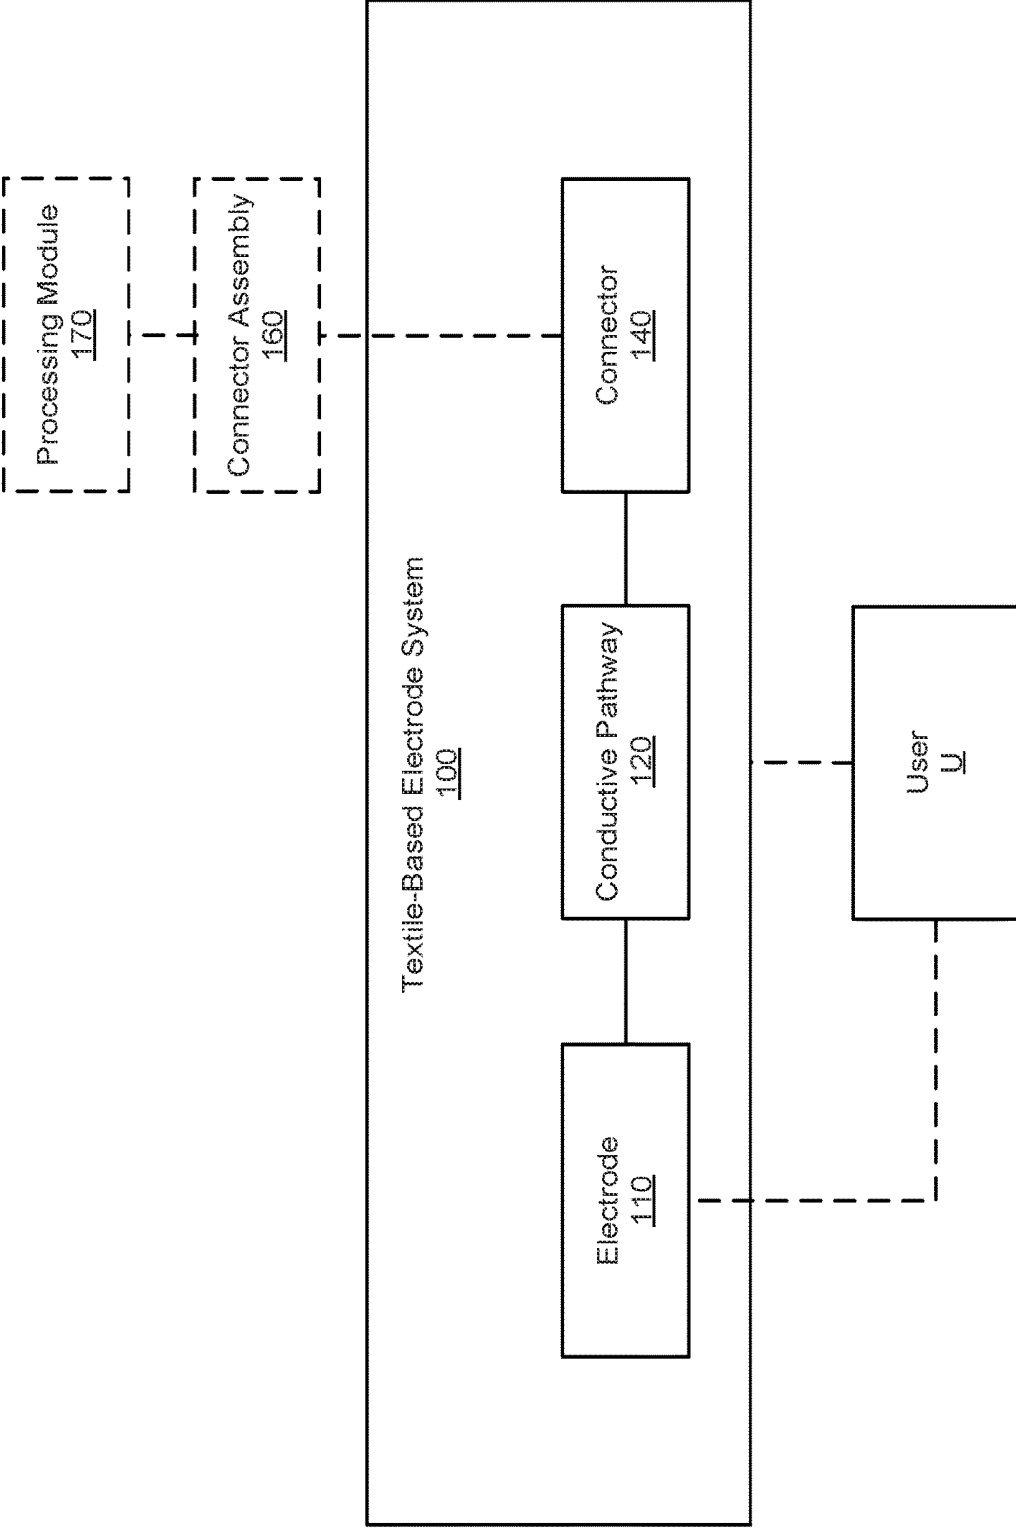 Processing Module
170
Connector Assembly
160
Textile-Based Electrode System
100
Electrode
110
Conductive Pathway
120
Connector
140
User
U